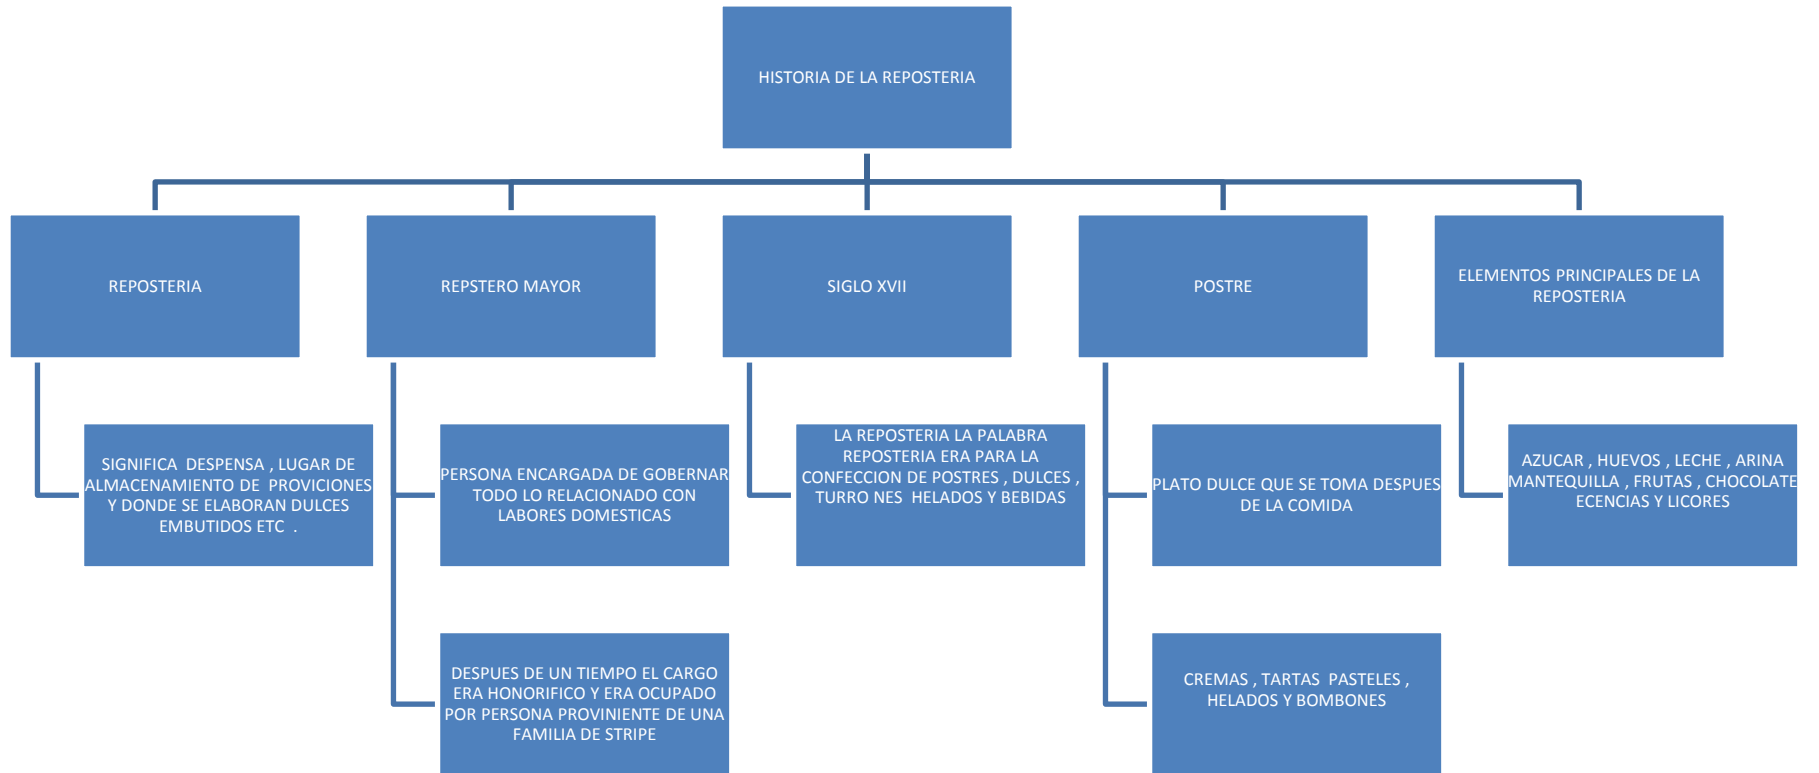 HISTORIA DE LA REPOSTERIA
REPOSTERIA
REPSTERO MAYOR
SIGLO XVII
POSTRE
ELEMENTOS PRINCIPALES DE LA
REPOSTERIA
SIGNIFICA DESPENSA , LUGAR DE
ALMACENAMIENTO DE PROVICIONES
Y DONDE SE ELABORAN DULCES
EMBUTIDOS ETC .
PERSONA ENCARGADA DE GOBERNAR
TODO LO RELACIONADO CON
LABORES DOMESTICAS
LA REPOSTERIA LA PALABRA
REPOSTERIA ERA PARA LA
CONFECCION DE POSTRES , DULCES ,
TURRO NES HELADOS Y BEBIDAS
PLATO DULCE QUE SE TOMA DESPUES
DE LA COMIDA
AZUCAR , HUEVOS , LECHE , ARINA
MANTEQUILLA , FRUTAS , CHOCOLATE
ECENCIAS Y LICORES
DESPUES DE UN TIEMPO EL CARGO
ERA HONORIFICO Y ERA OCUPADO
POR PERSONA PROVINIENTE DE UNA
FAMILIA DE STRIPE
CREMAS , TARTAS PASTELES ,
HELADOS Y BOMBONES